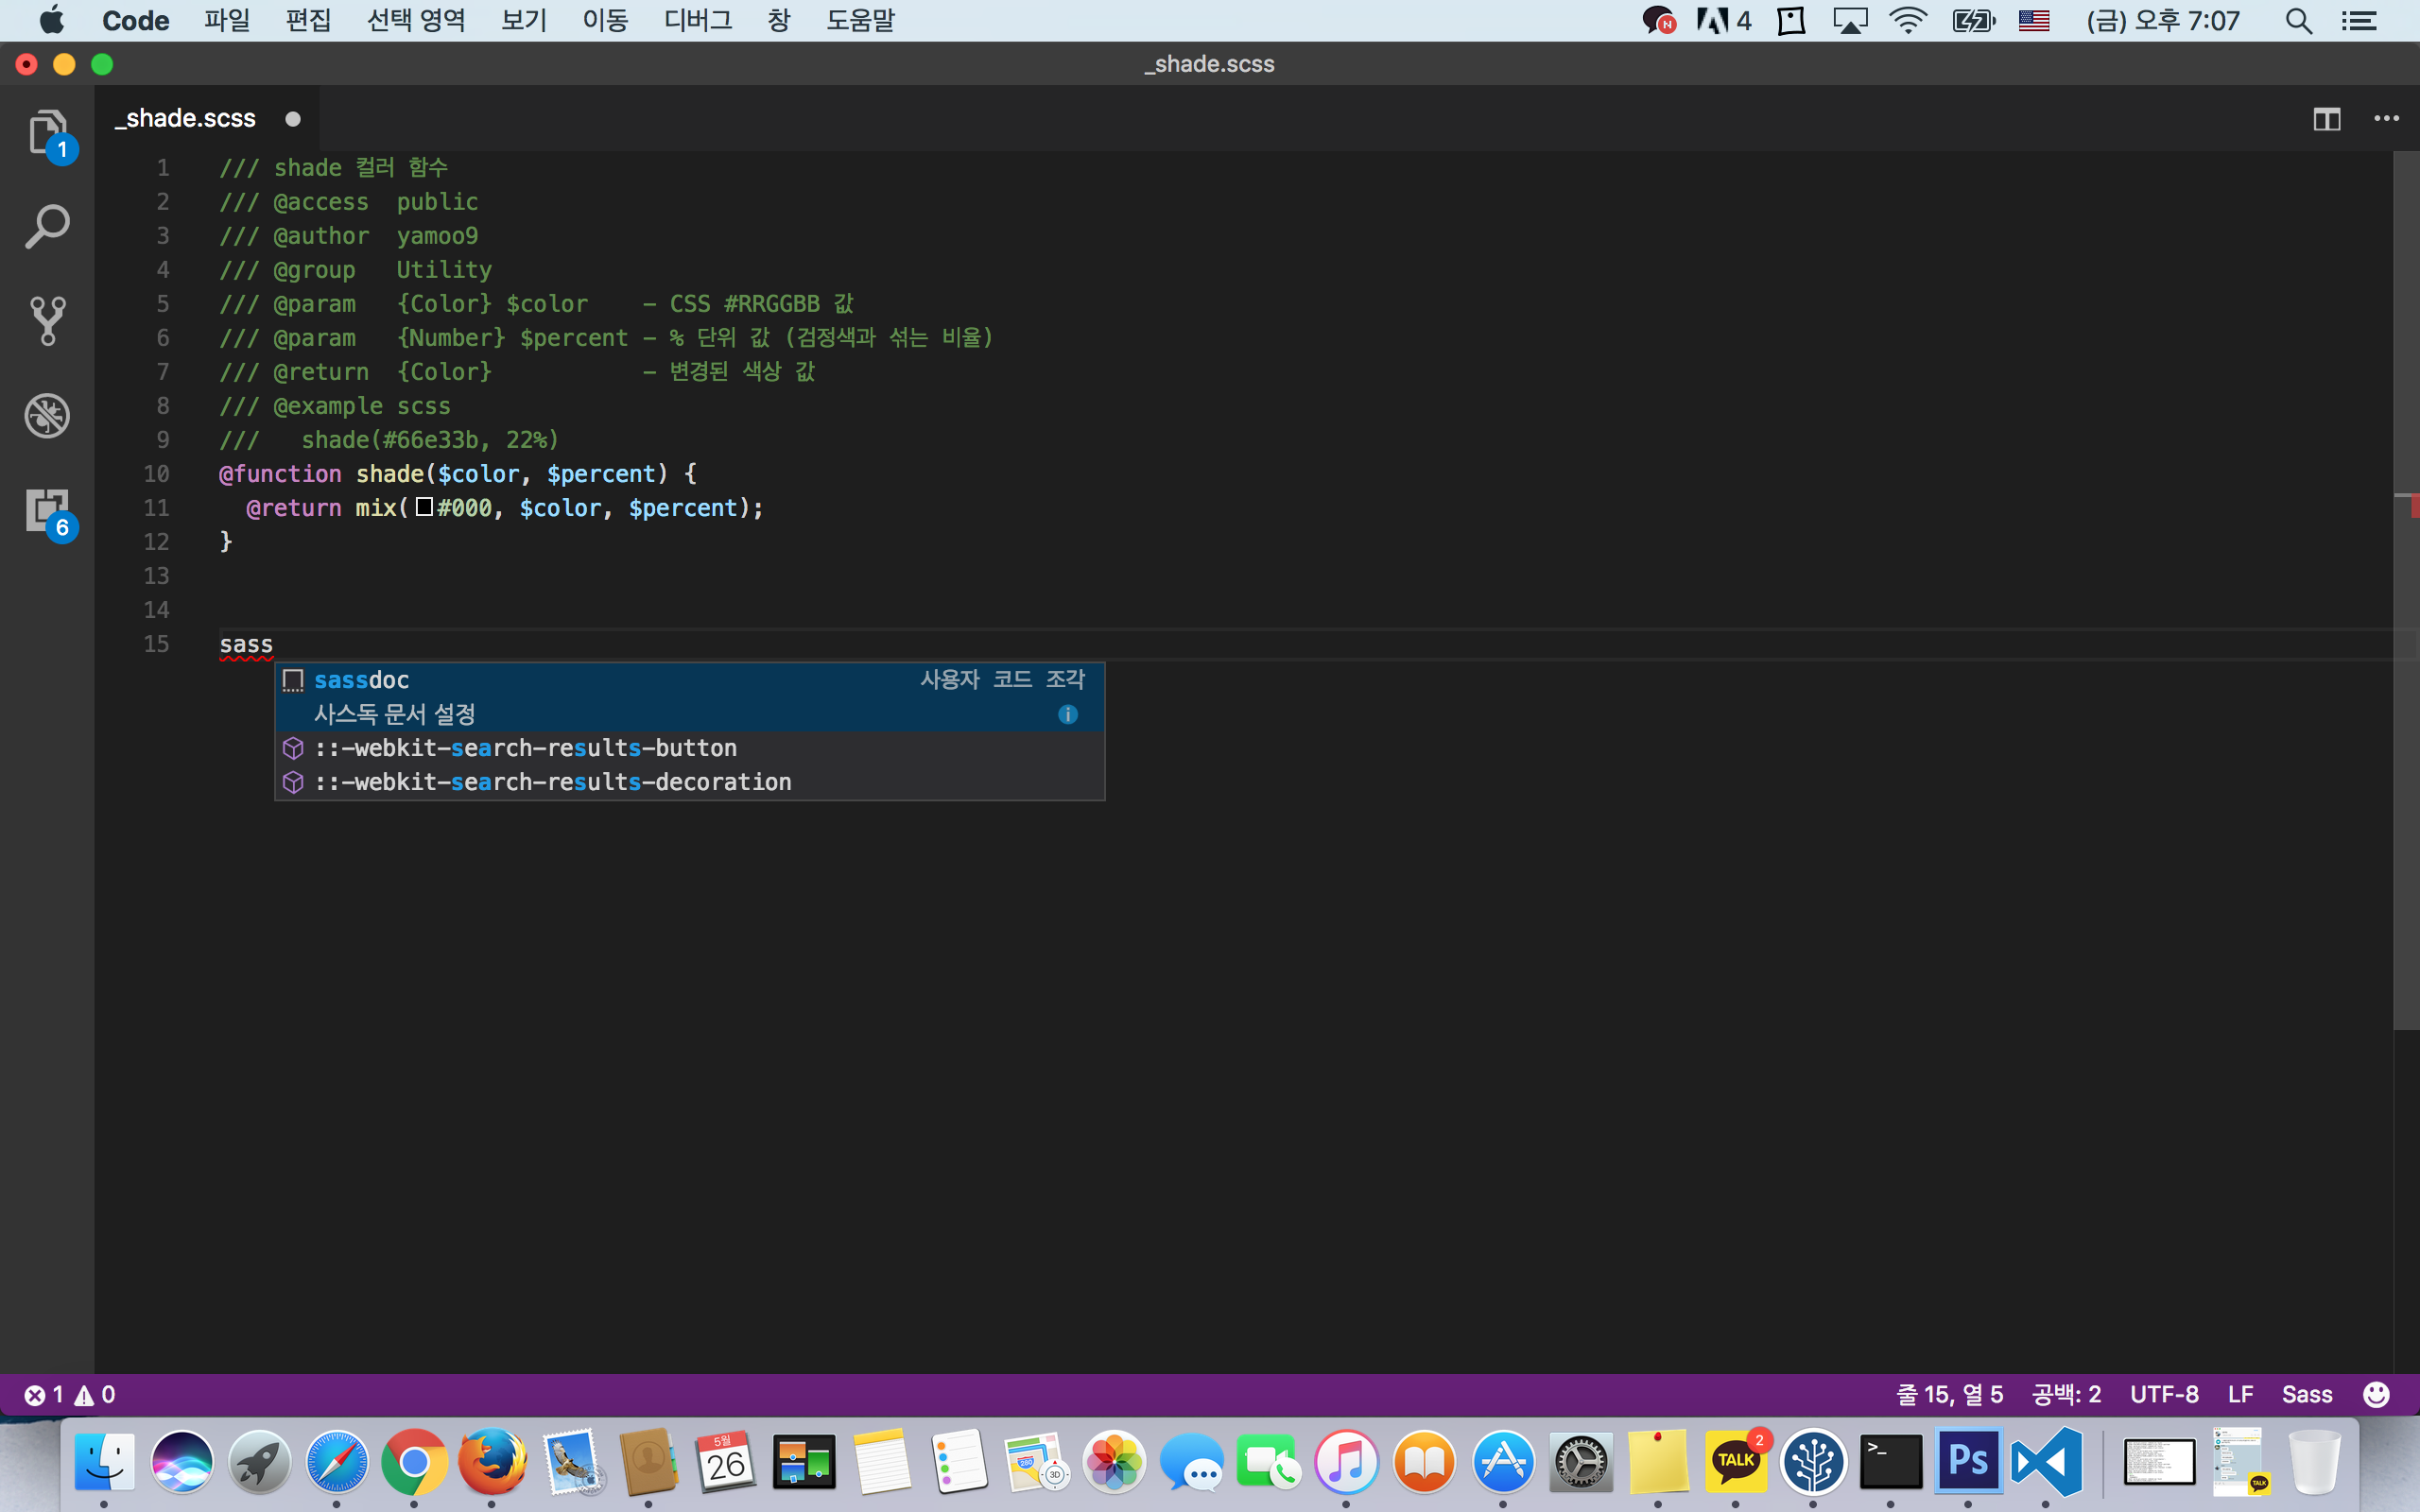 Code 파일 편집 선택 영역 보기 이동 디버그 창 도움말 4 (금) 오후 7:07
_shade.scss
_shade.scss
1
6
1 /// shade 컬러 함수
2 /// @access  public
3 /// @author  yamoo9
4 /// @group   Utility
5 /// @param   {Color} $color    – CSS #RRGGBB 값
6 /// @param   {Number} $percent – % 단위 값 (검정색과 섞는 비율)
7 /// @return  {Color}           – 변경된 색상 값
8 /// @example scss
9 ///   shade(#66e33b, 22%)
10 @function shade($color, $percent) {
11   @return mix(#000, $color, $percent);
12 }
13
14
15 sass
sassdoc 사용자 코드 조각
사스독 문서 설정
::-webkit-search-results-button
::-webkit-search-results-decoration
1 0 줄 15, 열 5 공백: 2 UTF-8 LF Sass
5월
26
280
3D
TALK
2
>_
Ps
TALK